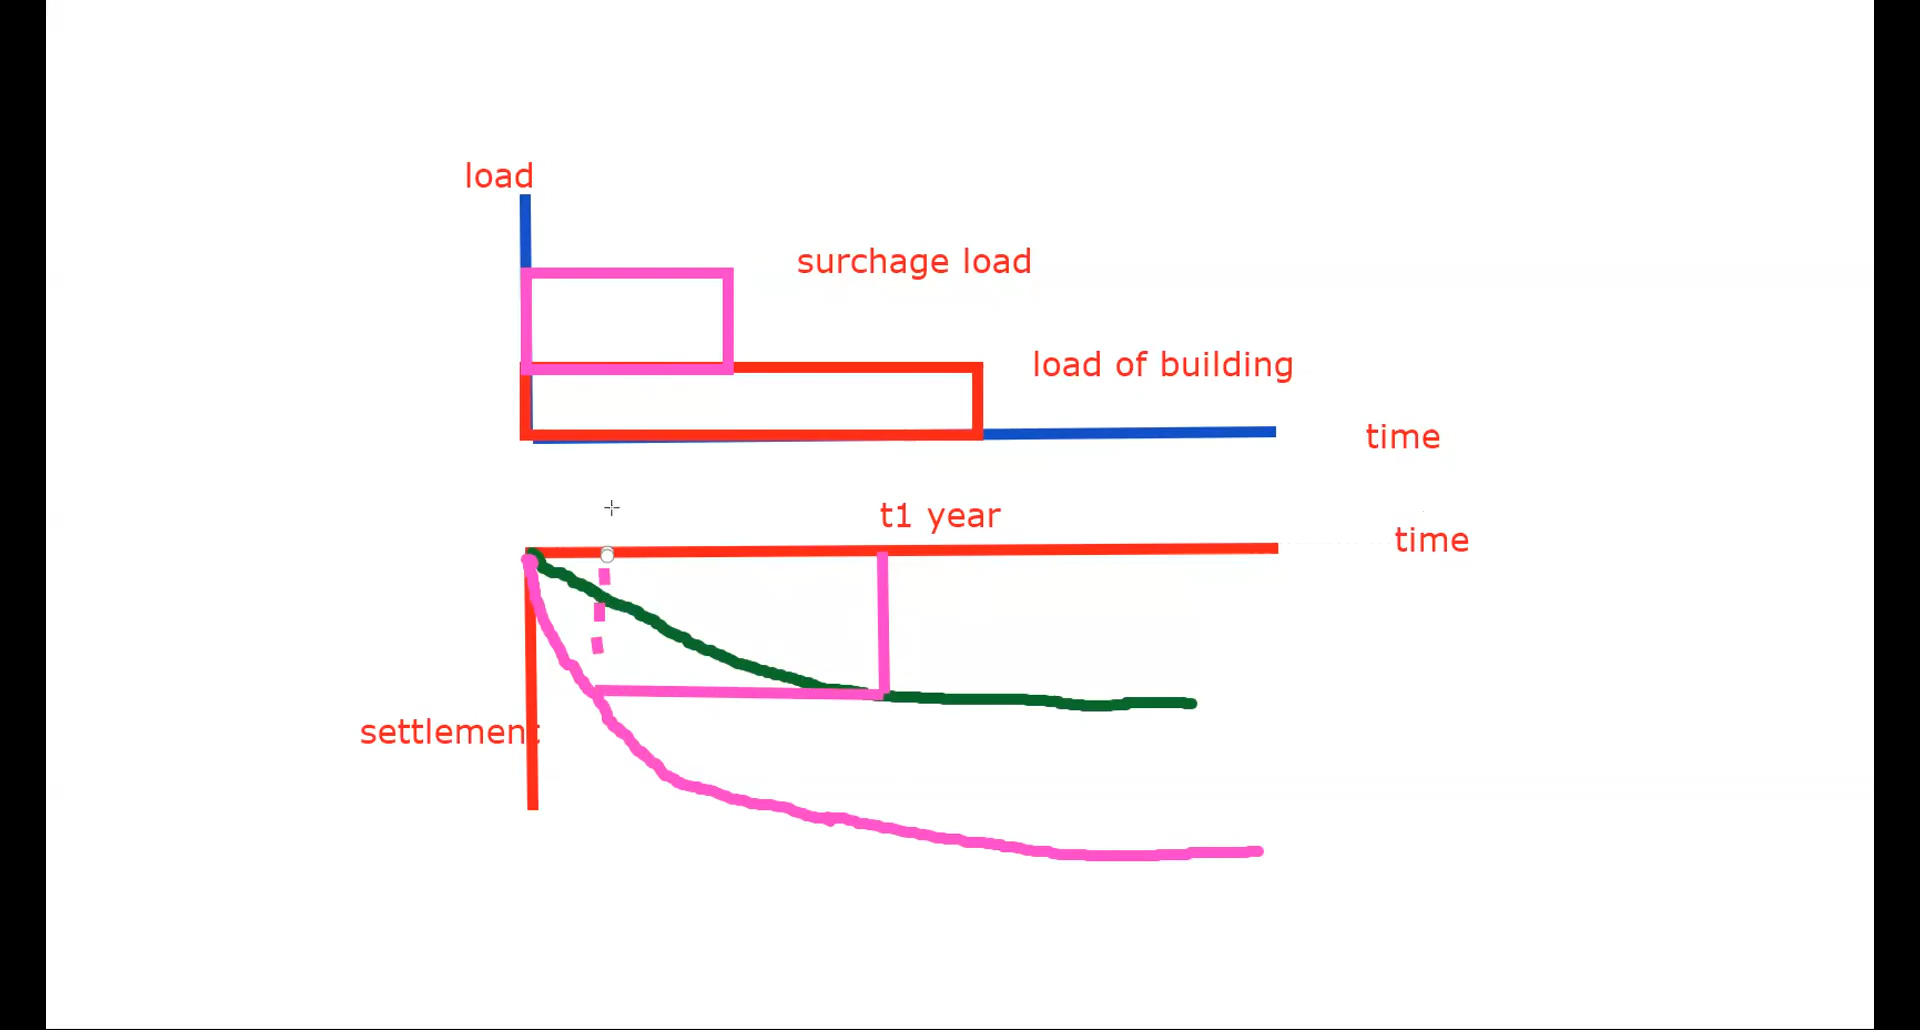 load
surchage load
load of building
time
t1 year
time
settlement